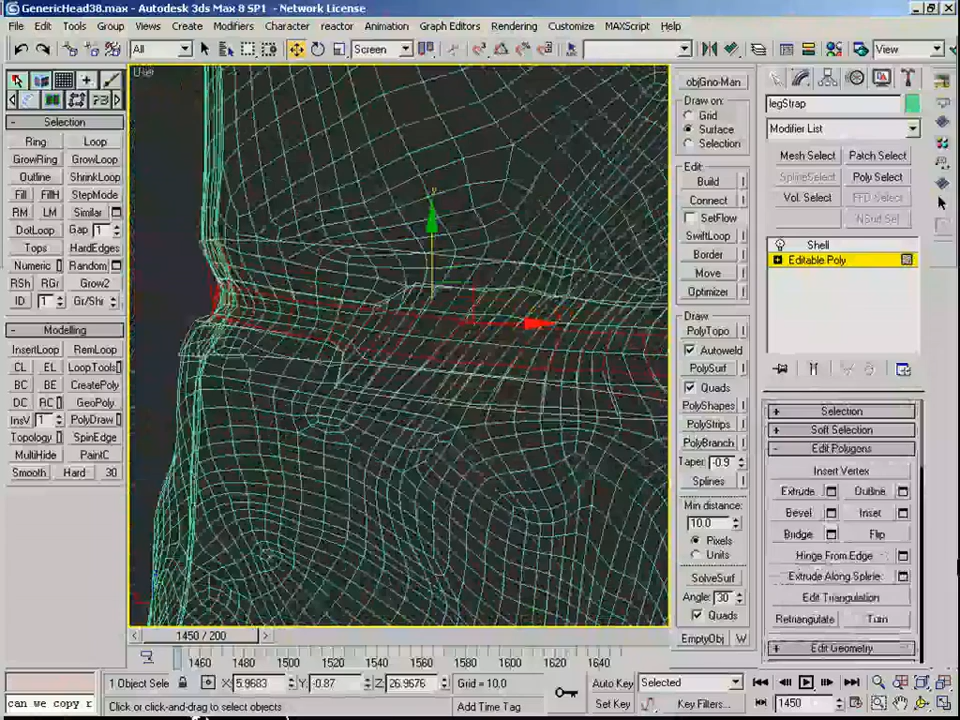 GenericHead38.max - Autodesk 3ds Max 8 SP1 - Network License
File Edit Tools Group Views Create Modifiers Character reactor Animation Graph Editors Rendering Customize MAXScript Help
All Screen View
User
Selection
Ring Loop
GrowRing GrowLoop
Outline ShrinkLoop
Fill FillH StepMode
RM LM Similar
DotLoop Gap 1
Tops HardEdges
Numeric Random
RSh RGr Grow2
ID 1 Gr/Shr
Modelling
InsertLoop RemLoop
CL EL LoopTools
BC BE CreatePoly
DC RC GeoPoly
InsV 1 PolyDraw
Topology SpinEdge
MultiHide PaintC
Smooth Hard 30
objGno-Man
Draw on:
Grid
Surface
Selection
Edit:
Build
Connect
SetFlow
SwiftLoop
Border
Move
Optimizer
Draw:
PolyTopo
Autoweld
PolySurf
Quads
PolyShapes
PolyStrips
PolyBranch
Taper: -0.9
Splines
Min distance:
10.0
Pixels
Units
SolveSurf
Angle: 30
Quads
EmptyObj W
legStrap
Modifier List
Mesh Select Patch Select
SplineSelect Poly Select
Vol. Select FFD Select
NSurf Sel
Shell
Editable Poly
Selection
Soft Selection
Edit Polygons
Insert Vertex
Extrude Outline
Bevel Inset
Bridge Flip
Hinge From Edge
Extrude Along Spline
Edit Triangulation
Retriangulate Turn
Edit Geometry
1450 / 200
1460 1480 1500 1520 1540 1560 1580 1600 1620 1640
1 Object Sele X: 5.9683 Y: -0.87 Z: 26.9676 Grid = 10.0 Auto Key Selected
can we copy r Click or click-and-drag to select objects Add Time Tag Set Key Key Filters... 1450